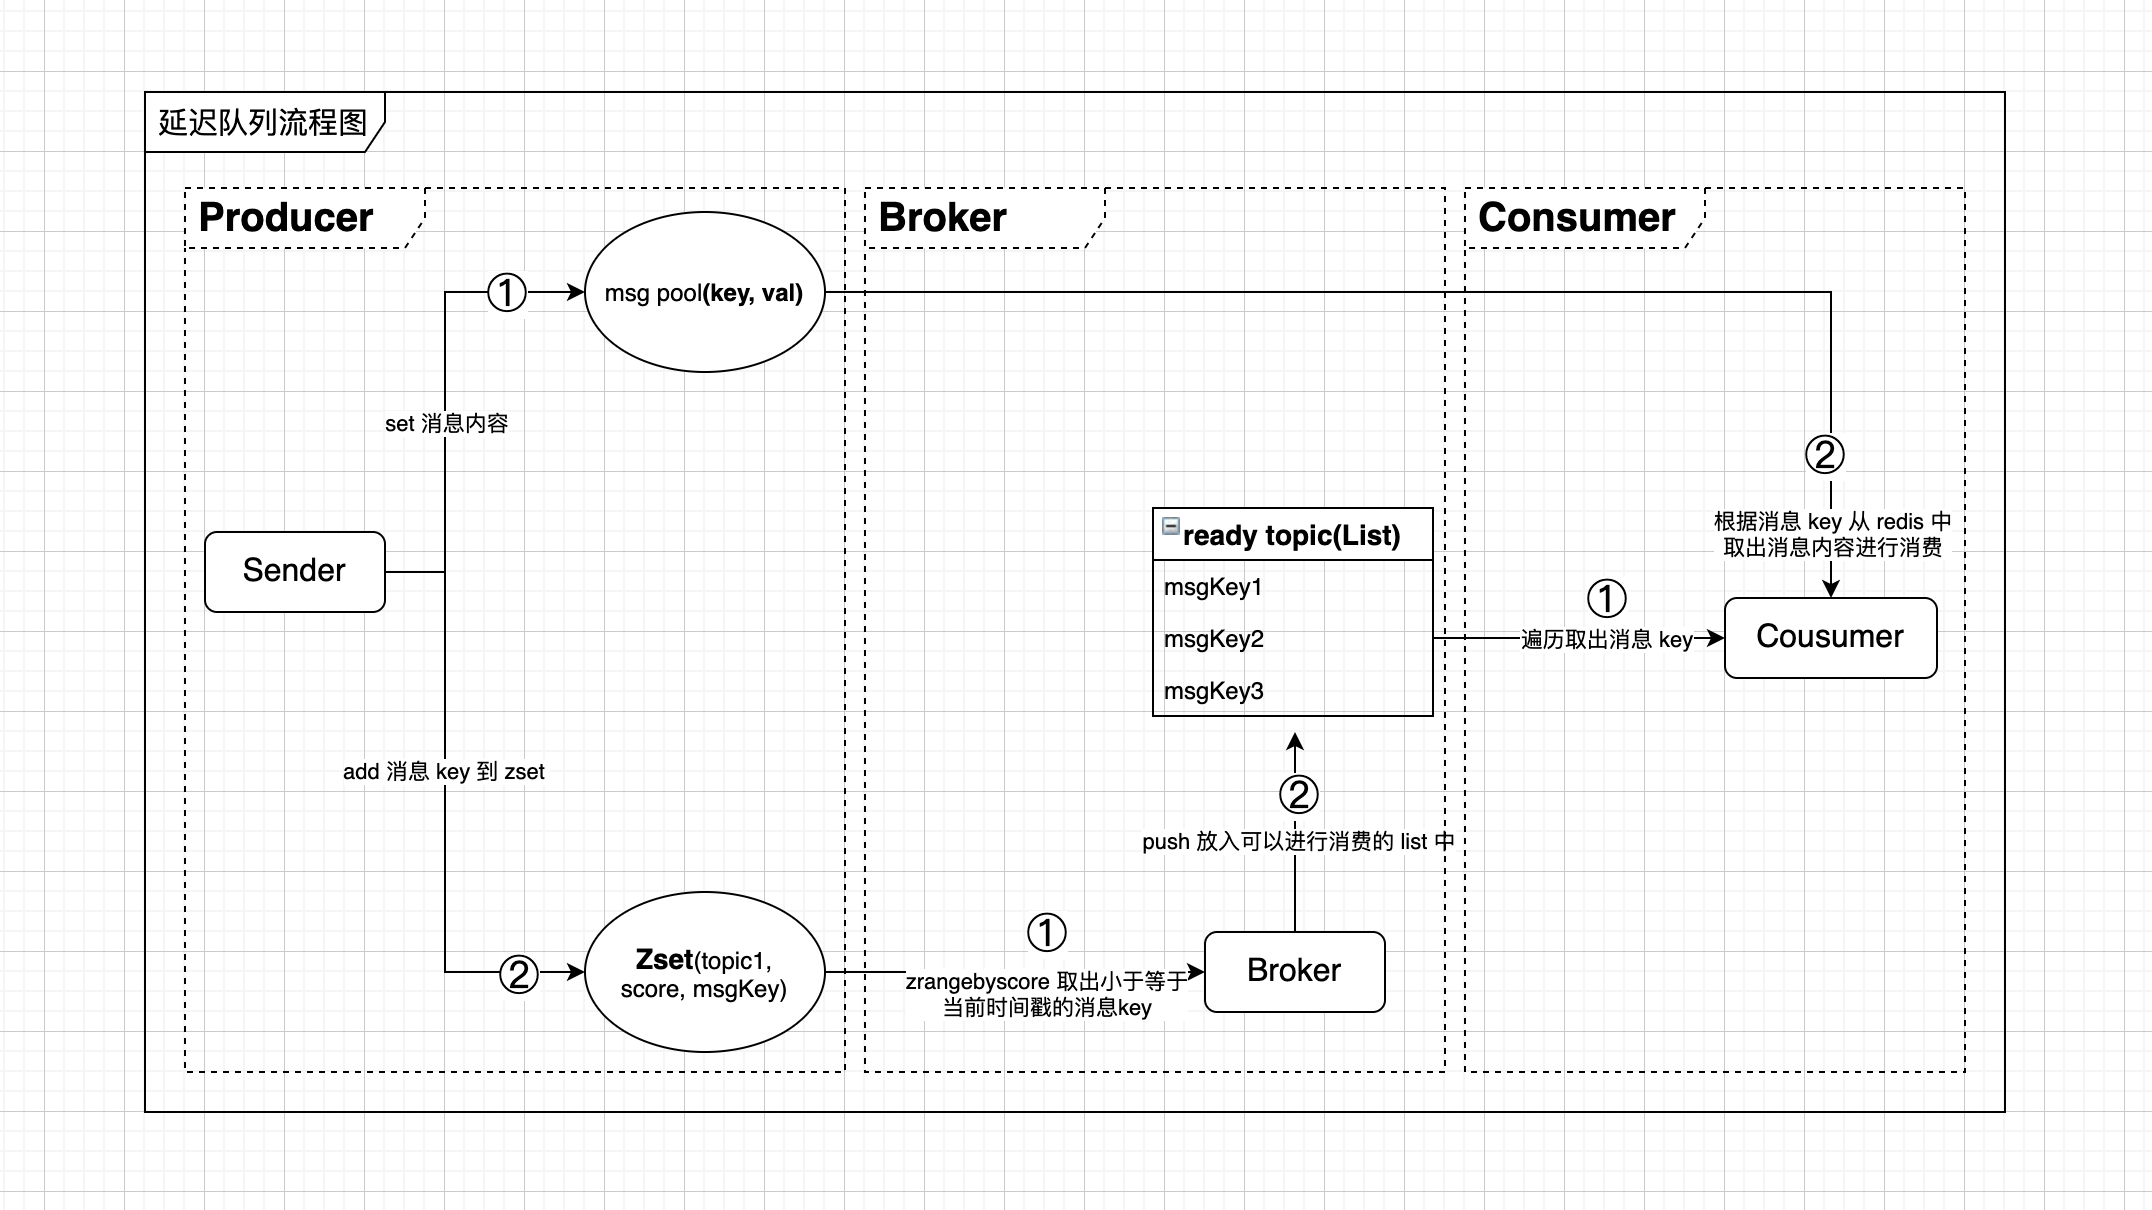 延迟队列流程图
Producer
Broker
Consumer
①
msg pool(key, val)
set 消息内容
②
根据消息 key 从 redis 中
取出消息内容进行消费
Sender
ready topic(List)
msgKey1
msgKey2
msgKey3
①
遍历取出消息 key
Cousumer
add 消息 key 到 zset
②
push 放入可以进行消费的 list 中
②
Zset(topic1,
score, msgKey)
①
zrangebyscore 取出小于等于
当前时间戳的消息key
Broker